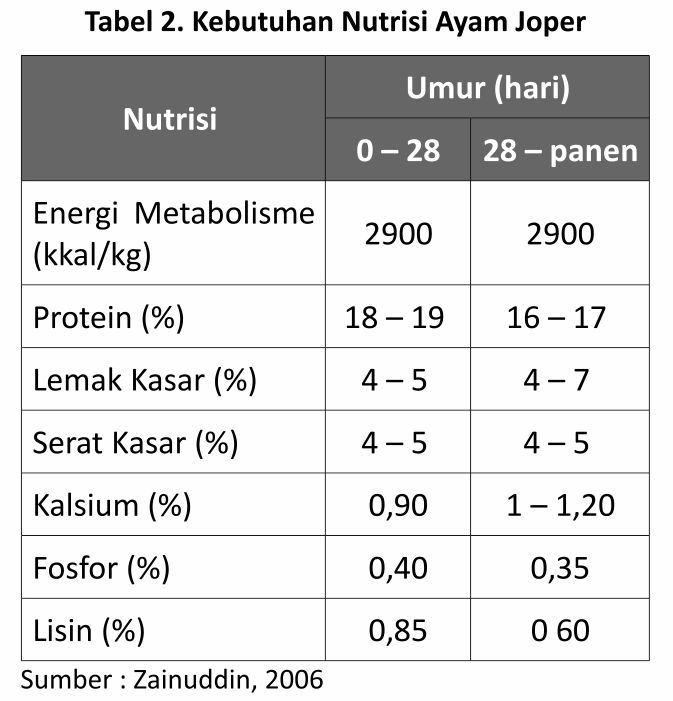 Tabel 2. Kebutuhan Nutrisi Ayam Joper
Nutrisi
Umur (hari)
0 – 28 28 – panen
Energi Metabolisme
(kkal/kg)
2900 2900
Protein (%) 18 – 19 16 – 17
Lemak Kasar (%) 4 – 5 4 – 7
Serat Kasar (%) 4 – 5 4 – 5
Kalsium (%) 0,90 1 – 1,20
Fosfor (%) 0,40 0,35
Lisin (%) 0,85 0 60
Sumber : Zainuddin, 2006